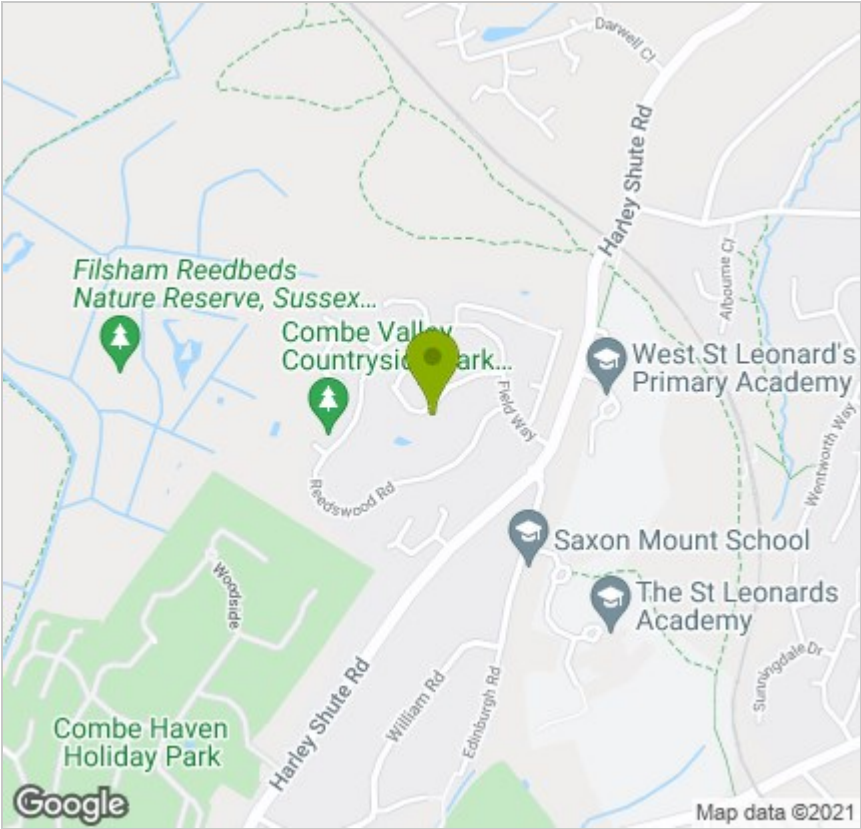 Darwell Cl
Harley Shute Rd
Albourne Cl
Filsham Reedbeds
Nature Reserve, Sussex...
Combe Valley
Countryside Park...
West St Leonard's
Primary Academy
Field Way
Wentworth Way
Reedswood Rd
Saxon Mount School
Woodside
The St Leonards
Academy
Sunningdale Dr
Harley Shute Rd
William Rd
Edinburgh Rd
Combe Haven
Holiday Park
Google
Map data ©2021